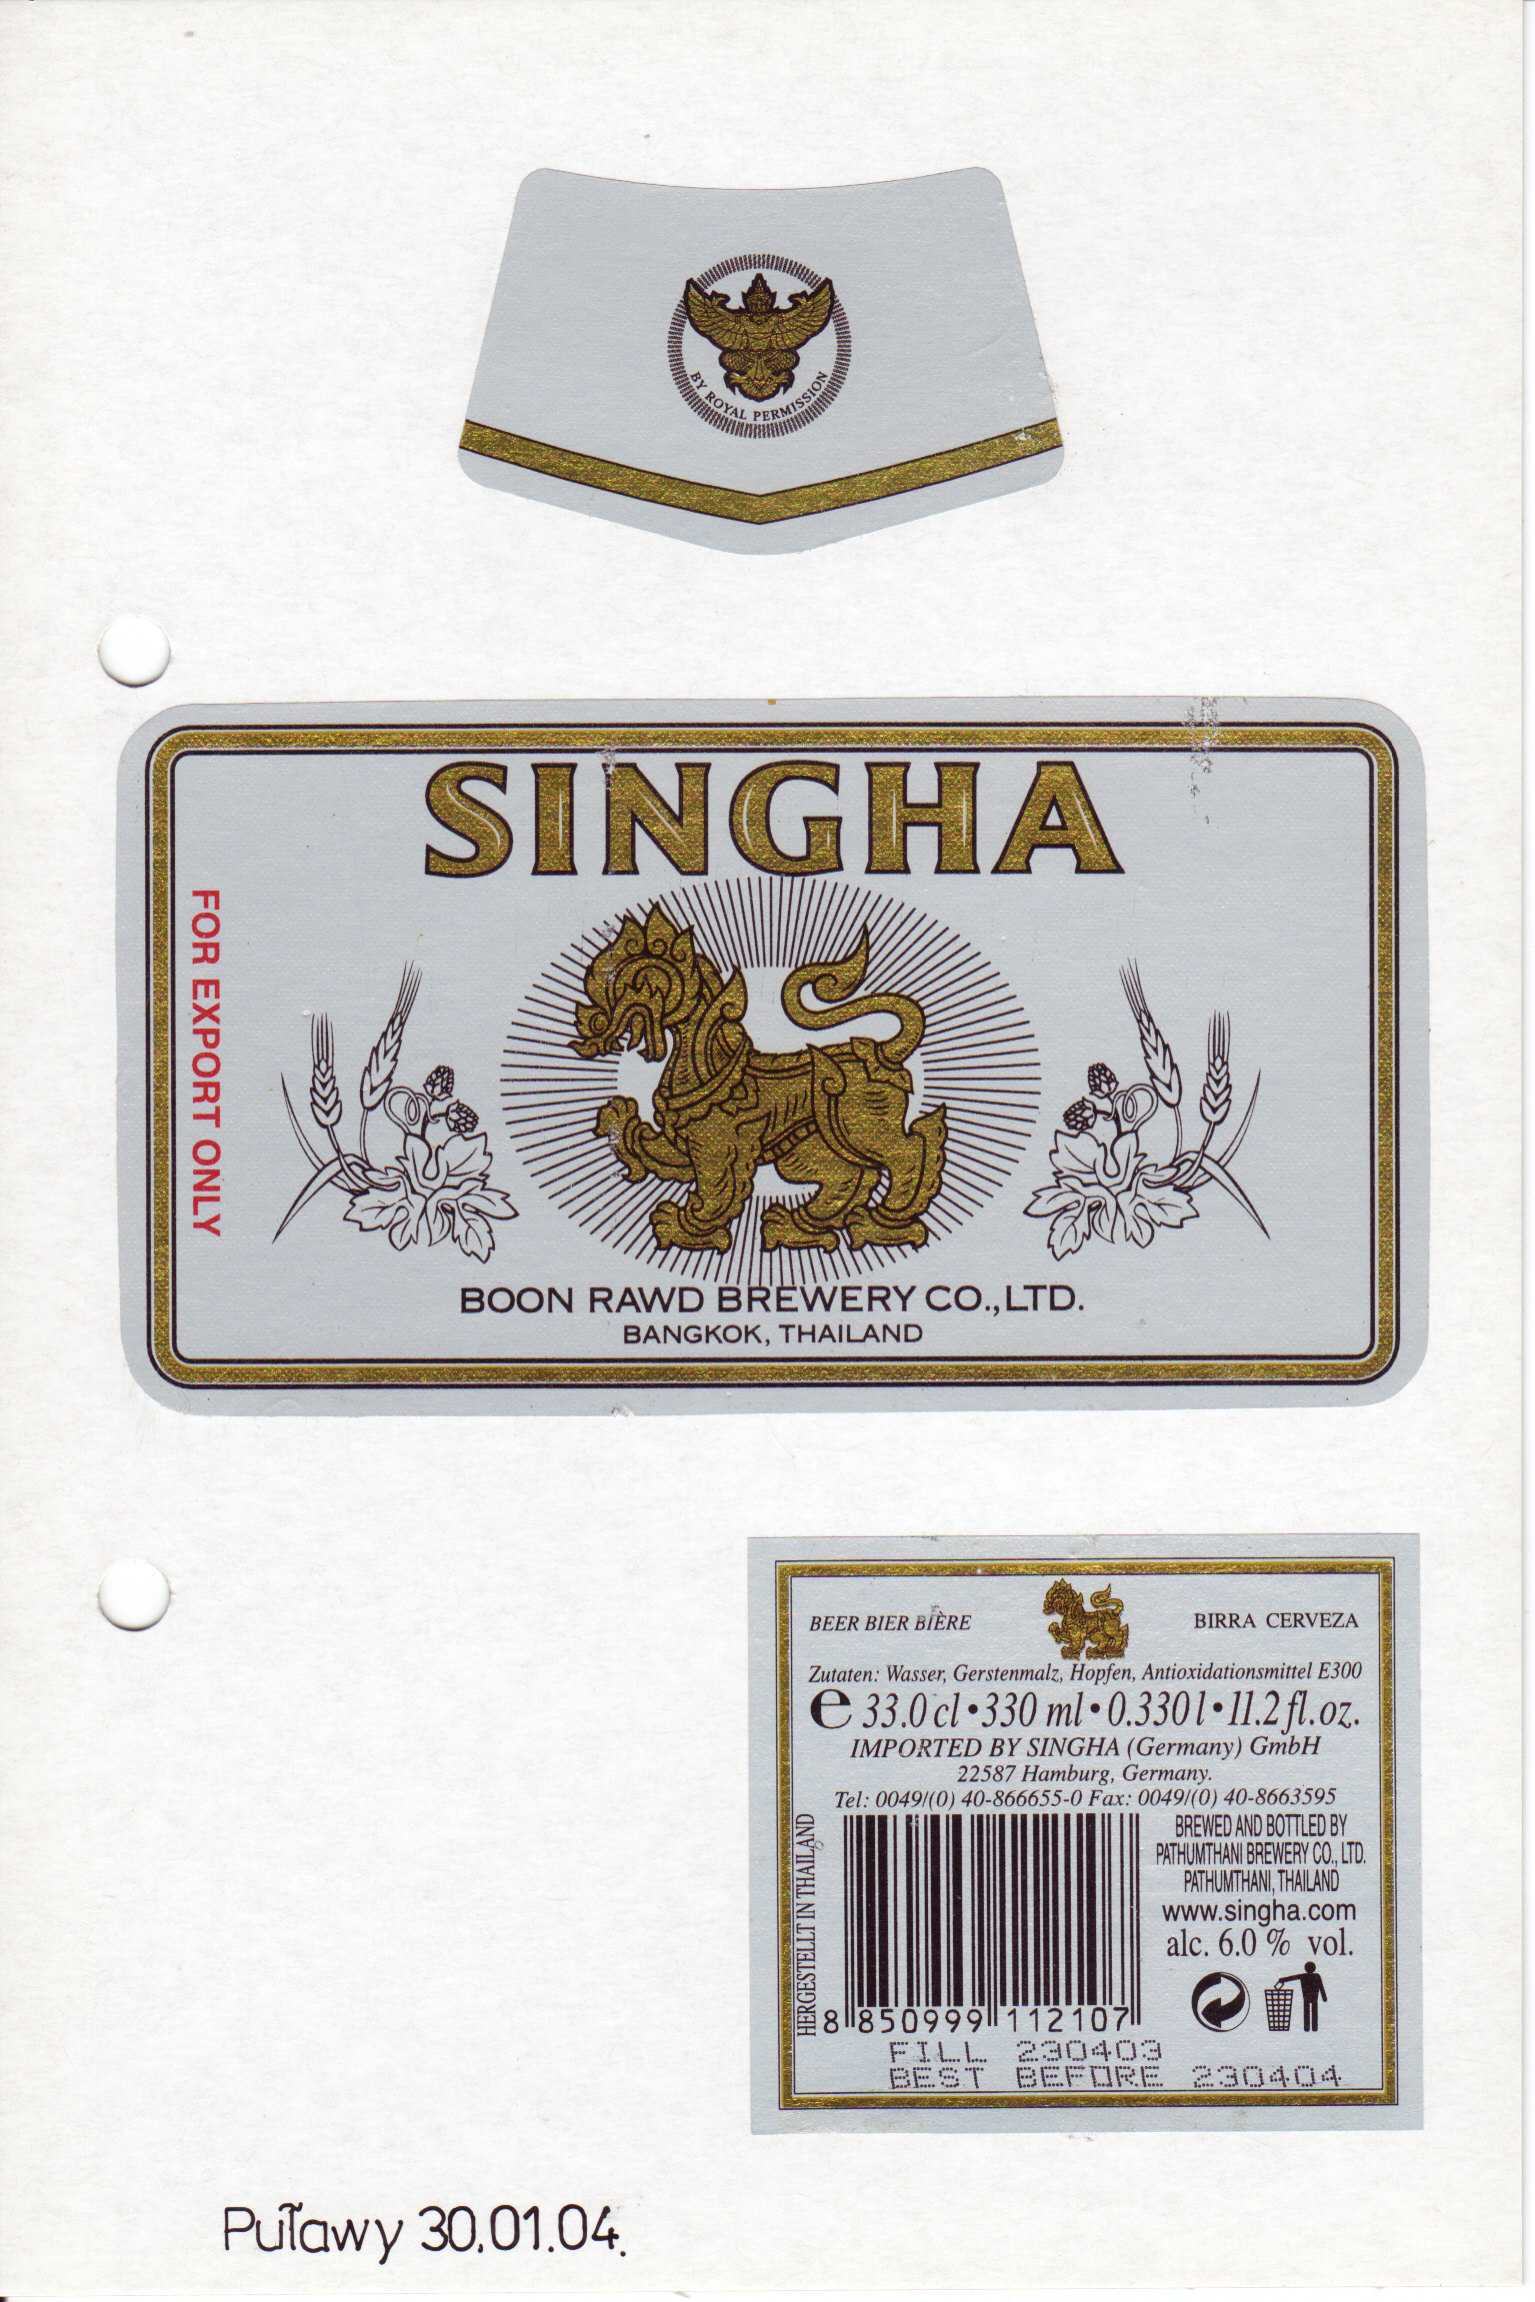 BY ROYAL PERMISSION
SINGHA
FOR EXPORT ONLY
BOON RAWD BREWERY CO., LTD.
BANGKOK, THAILAND
BEER BIER BIÈRE
BIRRA CERVEZA
Zutaten: Wasser, Gerstenmalz, Hopfen, Antioxidationsmittel E300
e 33.0 cl • 330 ml • 0.330 l • 11.2 fl. oz.
IMPORTED BY SINGHA (Germany) GmbH
22587 Hamburg, Germany.
Tel: 0049/(0) 40-866655-0 Fax: 0049/(0) 40-8663595
HERGESTELLT IN THAILAND
BREWED AND BOTTLED BY
PATHUMTHANI BREWERY CO., LTD.
PATHUMTHANI, THAILAND
www.singha.com
alc. 6.0 % vol.
8 850999 112107
FILL 230403
BEST BEFORE 230404
Puławy 30.01.04.